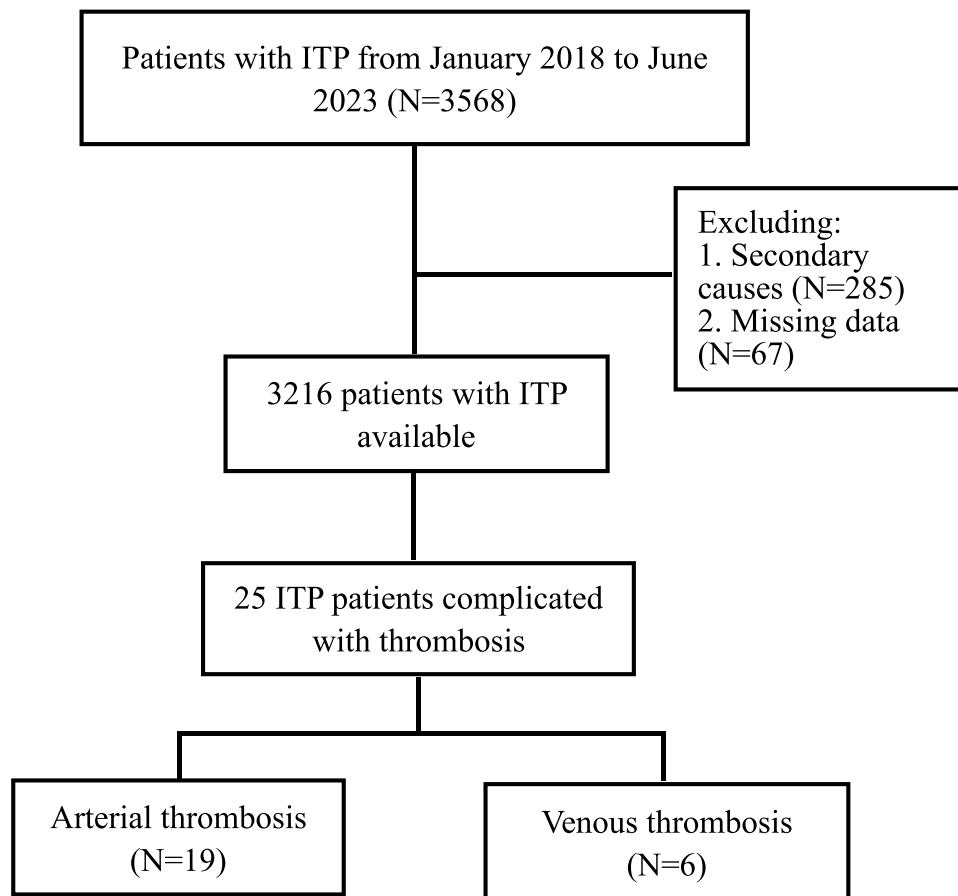 Patients with ITP from January 2018 to June
2023 (N=3568)
Excluding:
1. Secondary
causes (N=285)
2. Missing data
(N=67)
3216 patients with ITP
available
25 ITP patients complicated
with thrombosis
Arterial thrombosis
(N=19)
Venous thrombosis
(N=6)